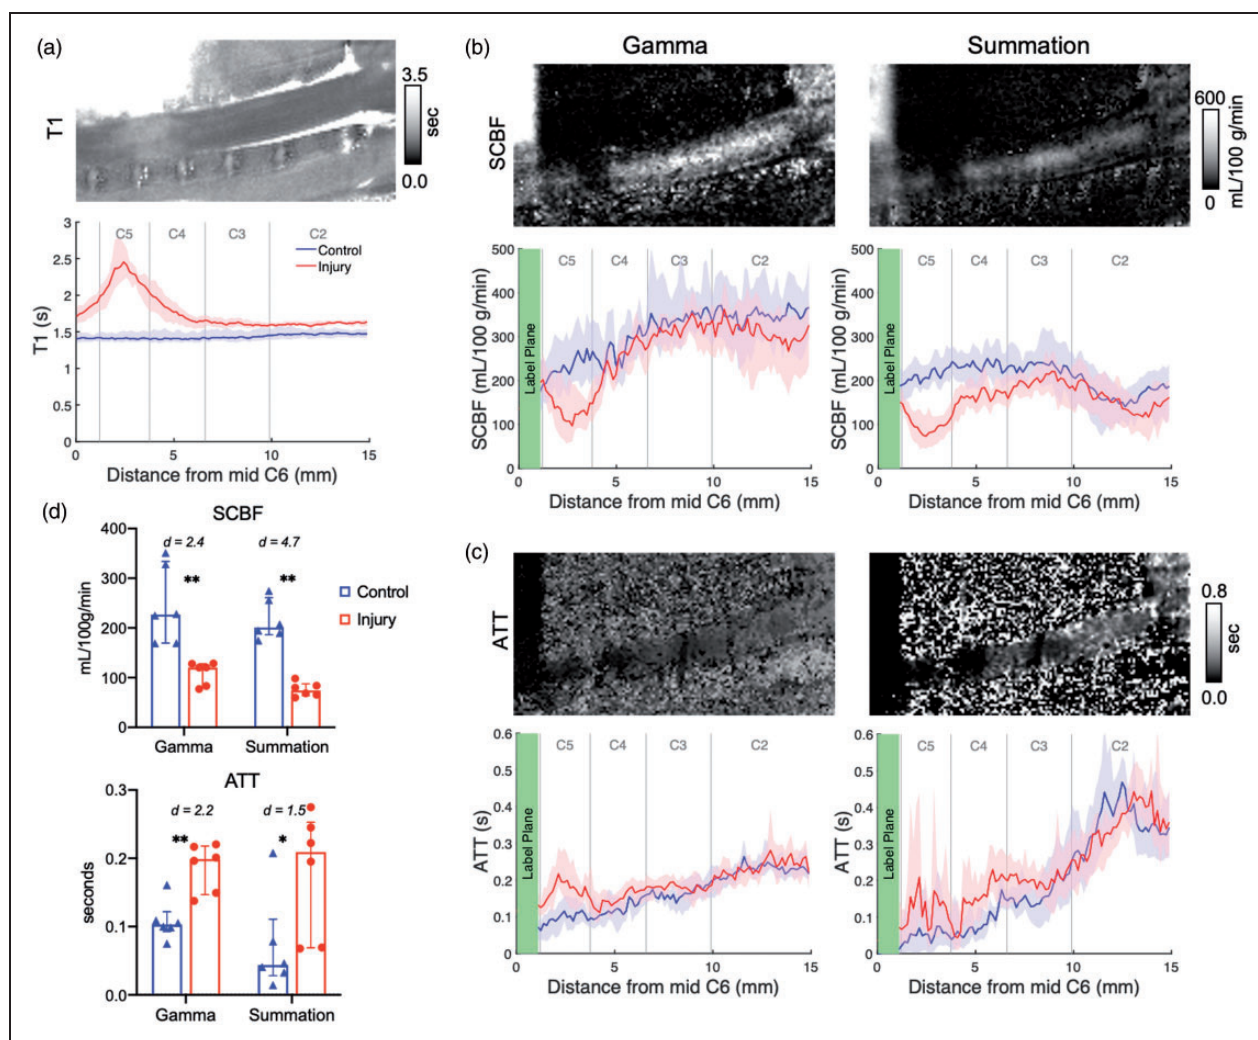 (a)
T1
3.5
sec
0.0
3
2.5
2
1.5
1
0.5
0
T1 (s)
C5 C4 C3 C2
Control
Injury
0 5 10 15
Distance from mid C6 (mm)
(b)
Gamma Summation
SCBF
600
mL/100 g/min
0
500
400
300
200
100
0
SCBF (mL/100 g/min)
Label Plane
C5 C4 C3 C2
0 5 10 15
Distance from mid C6 (mm)
500
400
300
200
100
0
SCBF (mL/100 g/min)
Label Plane
C5 C4 C3 C2
0 5 10 15
Distance from mid C6 (mm)
(d)
SCBF
400
300
200
100
0
mL/100g/min
d = 2.4 d = 4.7
** **
Control
Injury
Gamma Summation
ATT
0.3
0.2
0.1
0.0
seconds
d = 2.2 d = 1.5
** *
Gamma Summation
(c)
ATT
0.8
sec
0.0
0.6
0.5
0.4
0.3
0.2
0.1
0
ATT (s)
Label Plane
C5 C4 C3 C2
0 5 10 15
Distance from mid C6 (mm)
0.6
0.5
0.4
0.3
0.2
0.1
0
ATT (s)
Label Plane
C5 C4 C3 C2
0 5 10 15
Distance from mid C6 (mm)